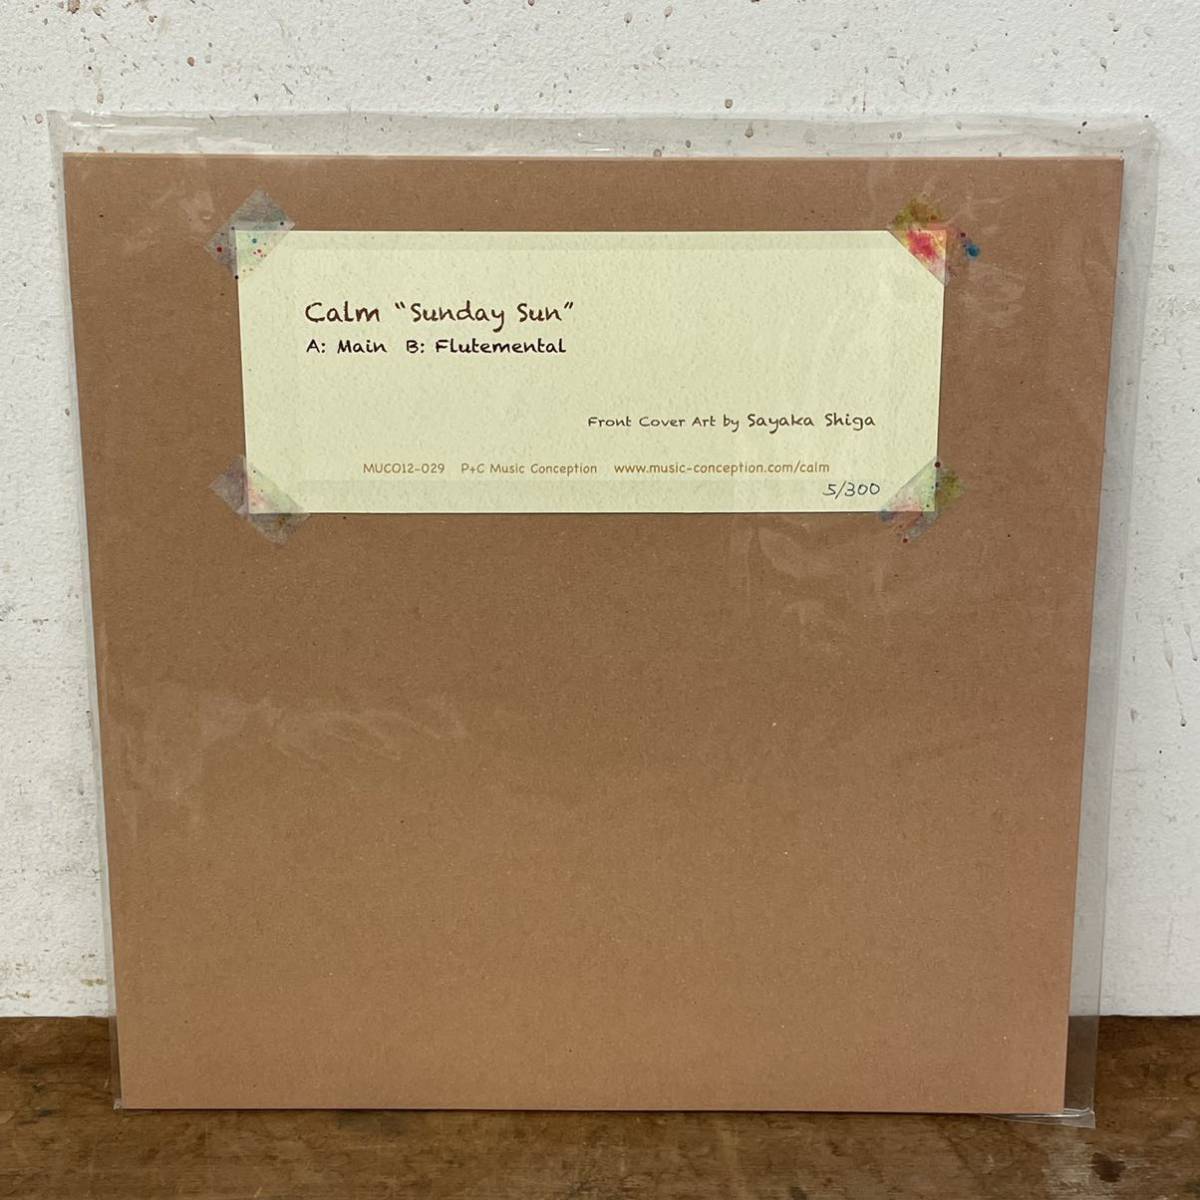 Calm “Sunday Sun”
A: Main B: Flutemental
Front Cover Art by Sayaka Shiga
MUCO12-029 P+C Music Conception www.music-conception.com/calm
5/300